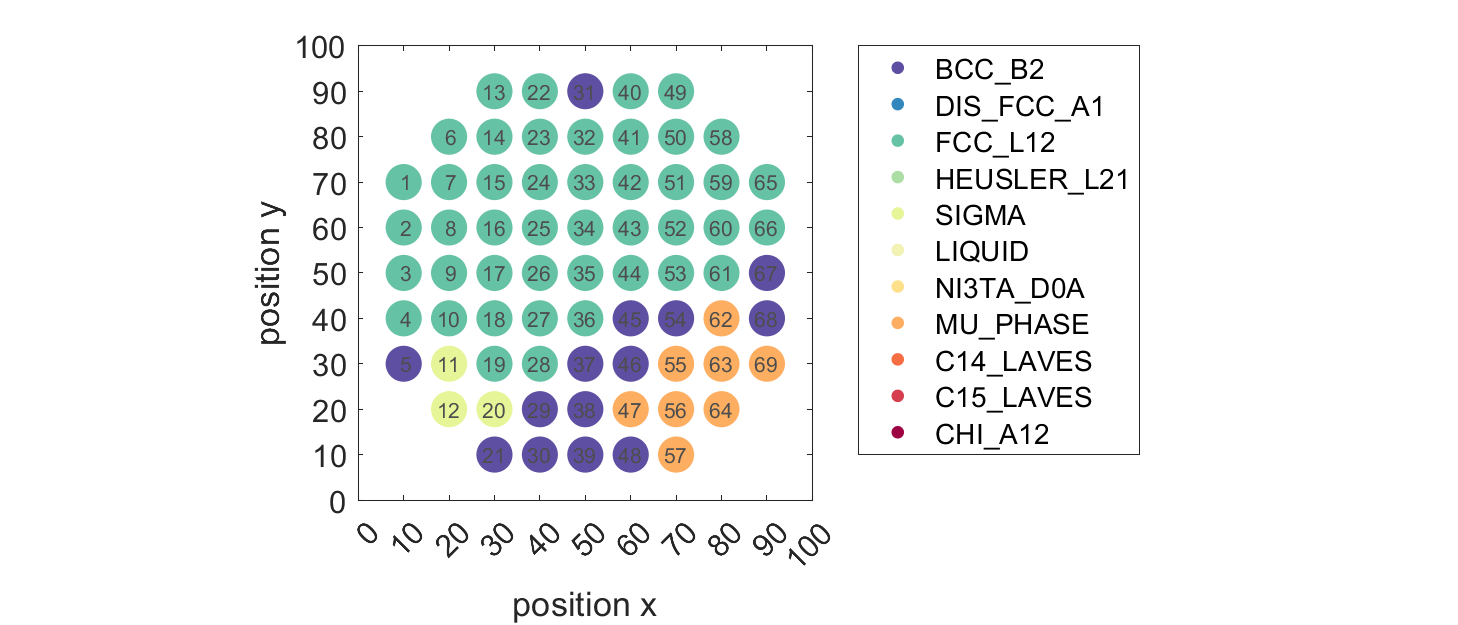 100
90
80
70
60
50
40
30
20
10
0
position y
13 22 31 40 49
6 14 23 32 41 50 58
1 7 15 24 33 42 51 59 65
2 8 16 25 34 43 52 60 66
3 9 17 26 35 44 53 61 67
4 10 18 27 36 45 54 62 68
5 11 19 28 37 46 55 63 69
12 20 29 38 47 56 64
21 30 39 48 57
0 10 20 30 40 50 60 70 80 90 100
position x
BCC_B2
DIS_FCC_A1
FCC_L12
HEUSLER_L21
SIGMA
LIQUID
NI3TA_D0A
MU_PHASE
C14_LAVES
C15_LAVES
CHI_A12